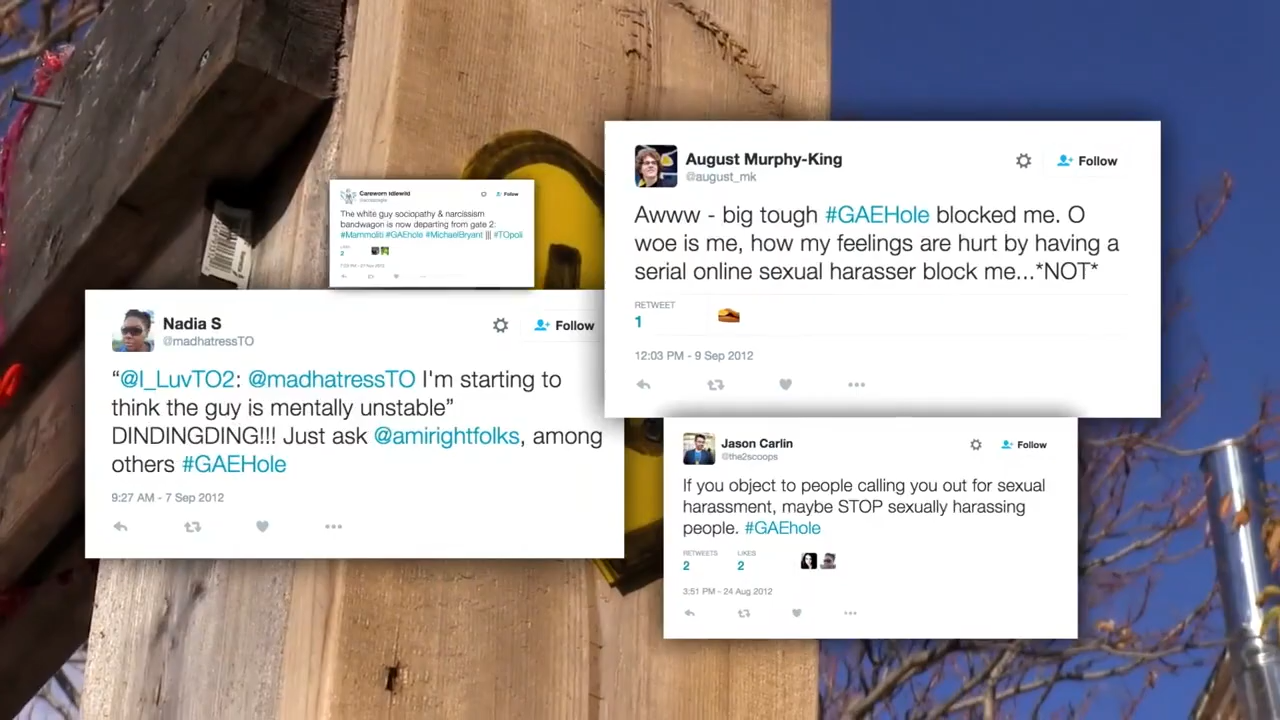 Careworn Idlewild
Follow
The white guy sociopathy & narcissism
bandwagon is now departing from gate 2:
#Mammoliti #GAEhole #MichaelBryant ||| #TOpoli
2
August Murphy-King
@august_mk
Follow
Awww - big tough #GAEHole blocked me. O
woe is me, how my feelings are hurt by having a
serial online sexual harasser block me...*NOT*
RETWEET
1
12:03 PM - 9 Sep 2012
Nadia S
@madhatressTO
Follow
“@I_LuvTO2: @madhatressTO I'm starting to
think the guy is mentally unstable”
DINDINGDING!!! Just ask @amirightfolks, among
others #GAEHole
9:27 AM - 7 Sep 2012
Jason Carlin
@the2scoops
Follow
If you object to people calling you out for sexual
harassment, maybe STOP sexually harassing
people. #GAEhole
RETWEETS LIKES
2 2
3:51 PM - 24 Aug 2012